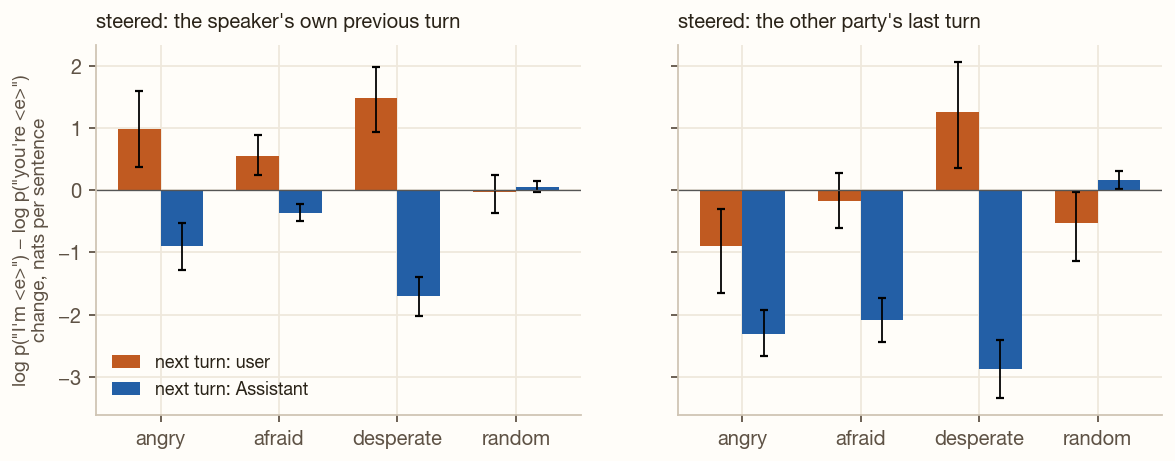 steered: the speaker's own previous turn
steered: the other party's last turn
log p("I'm <e>") − log p("you're <e>")
change, nats per sentence
2
1
0
−1
−2
−3
next turn: user
next turn: Assistant
angry
afraid
desperate
random
angry
afraid
desperate
random